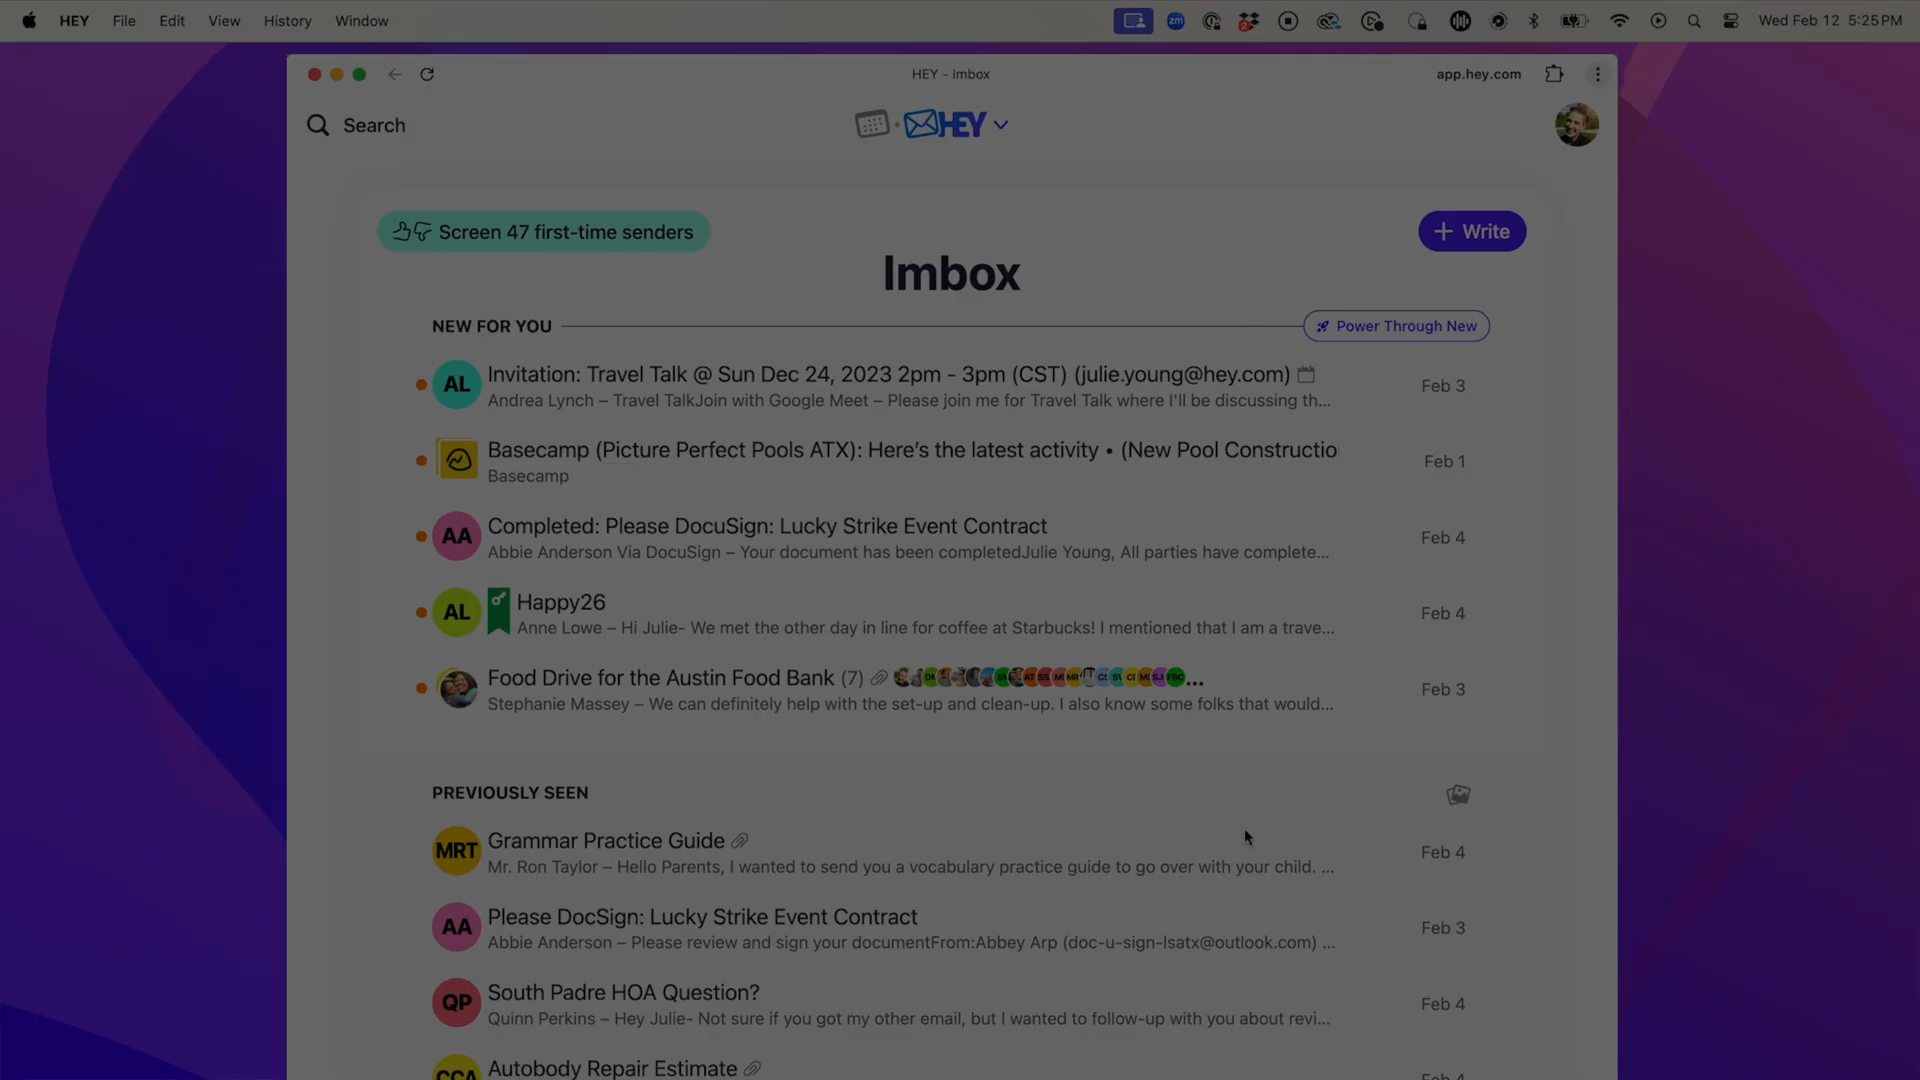 HEY File Edit View History Window Wed Feb 12 5:25 PM
HEY - Imbox
app.hey.com
Search
HEY
Screen 47 first-time senders
Write
Imbox
NEW FOR YOU
Power Through New
AL
Invitation: Travel Talk @ Sun Dec 24, 2023 2pm - 3pm (CST) (julie.young@hey.com)
Andrea Lynch – Travel TalkJoin with Google Meet – Please join me for Travel Talk where I'll be discussing th...
Feb 3
Basecamp (Picture Perfect Pools ATX): Here’s the latest activity • (New Pool Constructio
Basecamp
Feb 1
AA
Completed: Please DocuSign: Lucky Strike Event Contract
Abbie Anderson Via DocuSign – Your document has been completedJulie Young, All parties have complete...
Feb 4
AL
Happy26
Anne Lowe – Hi Julie- We met the other day in line for coffee at Starbucks! I mentioned that I am a trave...
Feb 4
Food Drive for the Austin Food Bank (7)
Stephanie Massey – We can definitely help with the set-up and clean-up. I also know some folks that would...
Feb 3
PREVIOUSLY SEEN
MRT
Grammar Practice Guide
Mr. Ron Taylor – Hello Parents, I wanted to send you a vocabulary practice guide to go over with your child. ...
Feb 4
AA
Please DocSign: Lucky Strike Event Contract
Abbie Anderson – Please review and sign your documentFrom:Abbey Arp (doc-u-sign-lsatx@outlook.com) ...
Feb 3
QP
South Padre HOA Question?
Quinn Perkins – Hey Julie- Not sure if you got my other email, but I wanted to follow-up with you about revi...
Feb 4
CCA
Autobody Repair Estimate
Feb 4